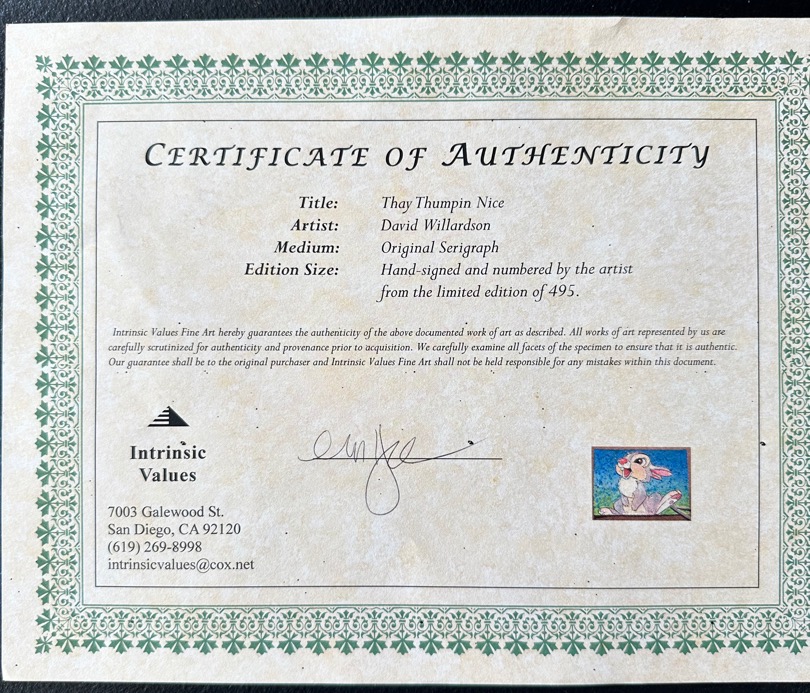 CERTIFICATE OF AUTHENTICITY
Title: Thay Thumpin Nice
Artist: David Willardson
Medium: Original Serigraph
Edition Size: Hand-signed and numbered by the artist
from the limited edition of 495.
Intrinsic Values Fine Art hereby guarantees the authenticity of the above documented work of art as described. All works of art represented by us are
carefully scrutinized for authenticity and provenance prior to acquisition. We carefully examine all facets of the specimen to ensure that it is authentic.
Our guarantee shall be to the original purchaser and Intrinsic Values Fine Art shall not be held responsible for any mistakes within this document.
Intrinsic
Values
7003 Galewood St.
San Diego, CA 92120
(619) 269-8998
intrinsicvalues@cox.net